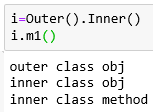 i=Outer().Inner()
i.m1()
outer class obj
inner class obj
inner class method